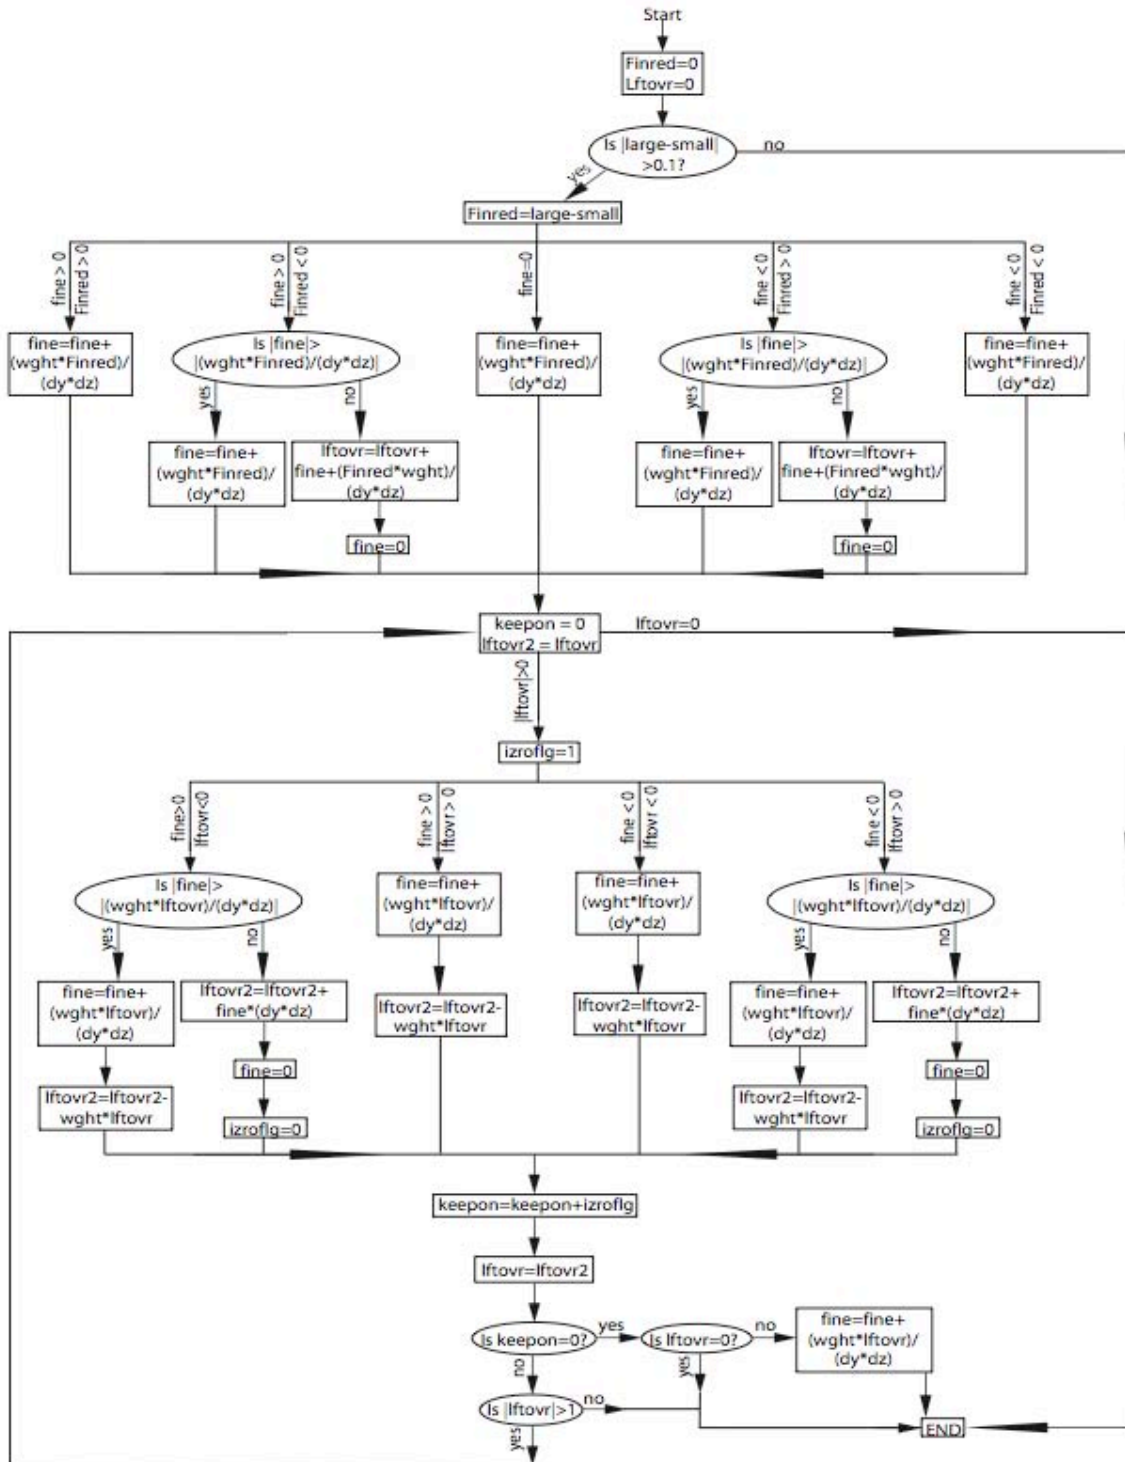 Start
Finred=0
Lftovr=0
Is |large-small|
>0.1?
no
yes
Finred=large-small
fine > 0
Finred > 0
fine > 0
Finred < 0
fine=0
fine < 0
Finred > 0
fine < 0
Finred < 0
fine=fine+
(wght*Finred)/
(dy*dz)
Is |fine|>
|(wght*Finred)/(dy*dz)|
fine=fine+
(wght*Finred)/
(dy*dz)
Is |fine|>
|(wght*Finred)/(dy*dz)|
fine=fine+
(wght*Finred)/
(dy*dz)
yes
no
yes
no
fine=fine+
(wght*Finred)/
(dy*dz)
lftovr=lftovr+
fine+(Finred*wght)/
(dy*dz)
fine=fine+
(wght*Finred)/
(dy*dz)
lftovr=lftovr+
fine+(Finred*wght)/
(dy*dz)
fine=0
fine=0
keepon = 0
lftovr2 = lftovr
lftovr=0
|lftovr|>0
izroflg=1
fine>0
lftovr<0
fine > 0
lftovr > 0
fine < 0
lftovr < 0
fine < 0
lftovr > 0
Is |fine|>
|(wght*lftovr)/(dy*dz)|
fine=fine+
(wght*lftovr)/
(dy*dz)
fine=fine+
(wght*lftovr)/
(dy*dz)
Is |fine|>
|(wght*lftovr)/(dy*dz)|
yes
no
yes
no
fine=fine+
(wght*lftovr)/
(dy*dz)
lftovr2=lftovr2+
fine*(dy*dz)
lftovr2=lftovr2-
wght*lftovr
lftovr2=lftovr2-
wght*lftovr
fine=fine+
(wght*lftovr)/
(dy*dz)
lftovr2=lftovr2+
fine*(dy*dz)
fine=0
fine=0
lftovr2=lftovr2-
wght*lftovr
izroflg=0
lftovr2=lftovr2-
wght*lftovr
izroflg=0
keepon=keepon+izroflg
lftovr=lftovr2
Is keepon=0?
yes
Is lftovr=0?
no
fine=fine+
(wght*lftovr)/
(dy*dz)
no
yes
Is |lftovr|>1
no
END
yes